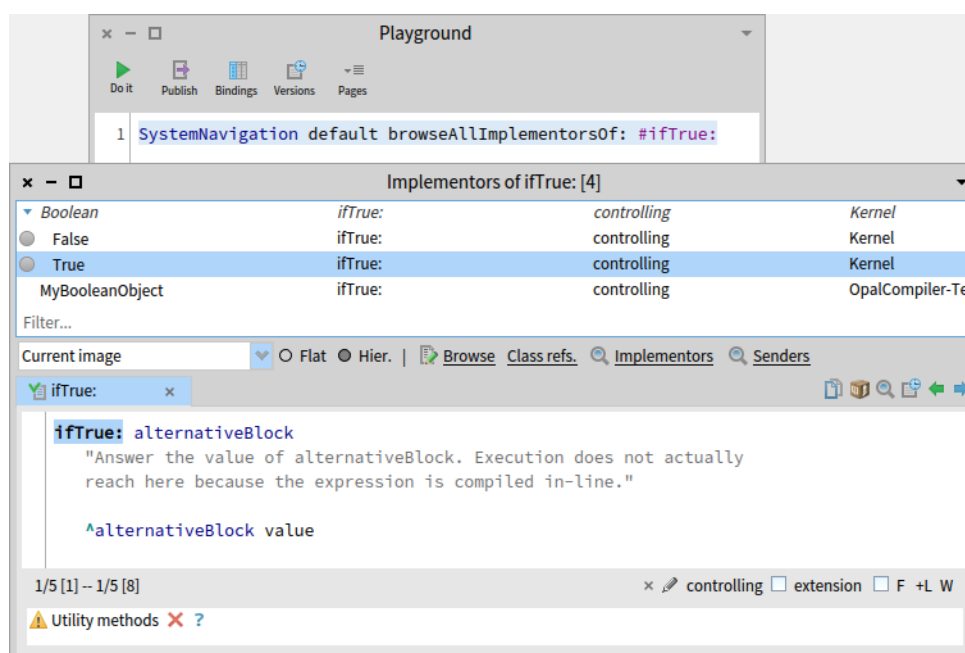 Playground
Do it Publish Bindings Versions Pages
1 SystemNavigation default browseAllImplementorsOf: #ifTrue:
Implementors of ifTrue: [4]
Boolean ifTrue: controlling Kernel
False ifTrue: controlling Kernel
True ifTrue: controlling Kernel
MyBooleanObject ifTrue: controlling OpalCompiler-Te
Filter...
Current image Flat Hier. | Browse Class refs. Implementors Senders
ifTrue: ×
ifTrue: alternativeBlock
"Answer the value of alternativeBlock. Execution does not actually
reach here because the expression is compiled in-line."
^alternativeBlock value
1/5 [1] -- 1/5 [8] × controlling extension F +L W
Utility methods ?